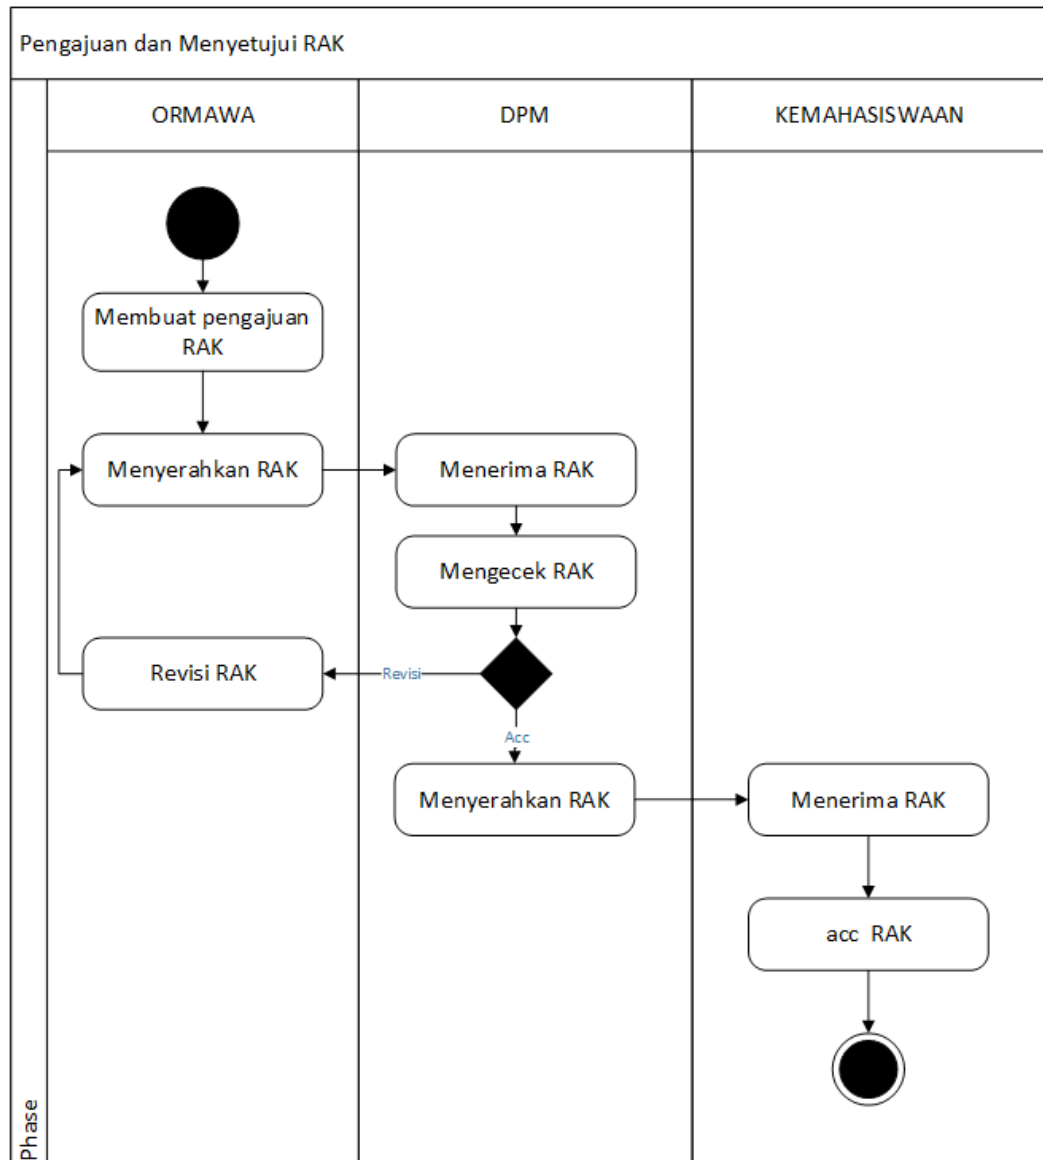 Pengajuan dan Menyetujui RAK
ORMAWA
DPM
KEMAHASISWAAN
Membuat pengajuan
RAK
Menyerahkan RAK
Menerima RAK
Mengecek RAK
Revisi RAK
Revisi
Acc
Menyerahkan RAK
Menerima RAK
acc RAK
Phase